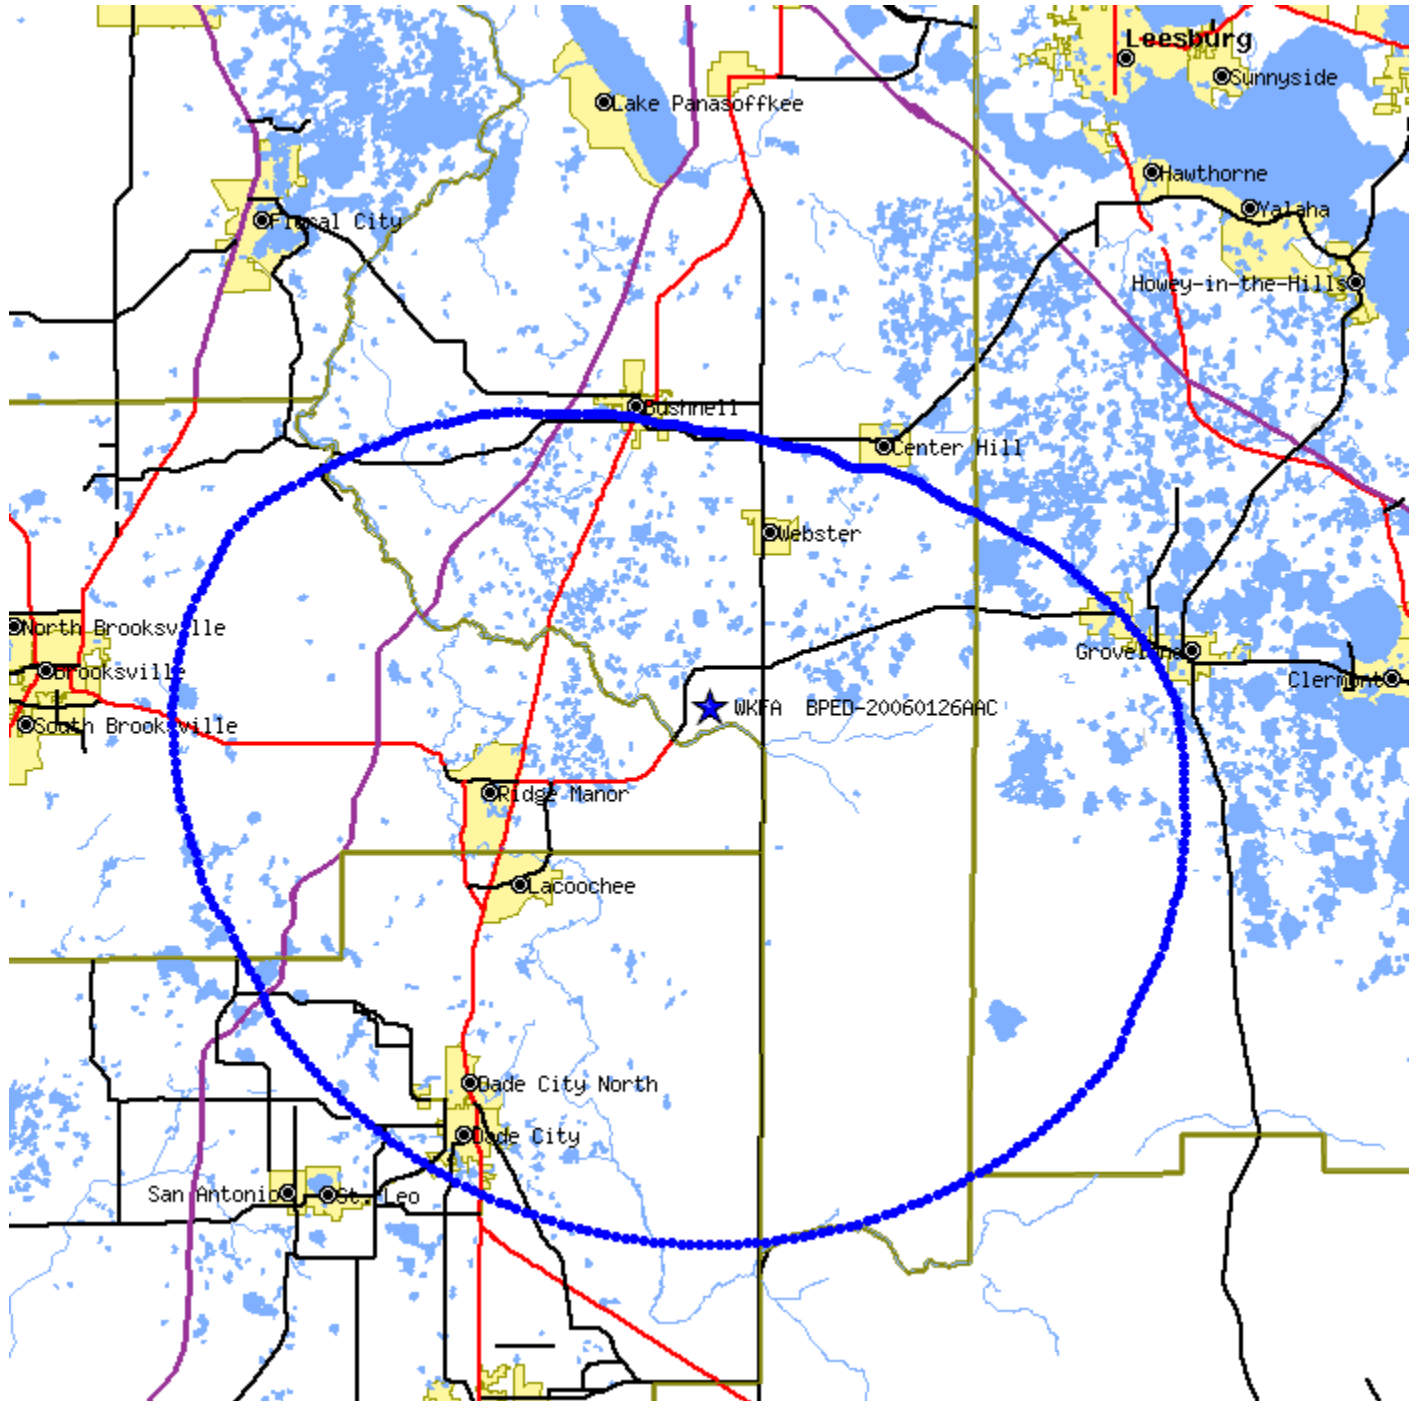 Leesburg
Sunnyside
Lake Panasoffkee
Hawthorne
Yalaha
Floral City
Howey-in-the-Hills
Bushnell
Center Hill
Webster
North Brooksville
Groveland
Brooksville
Clermont
WKFA BPED-20060126AAC
South Brooksville
Ridge Manor
Lacoochee
Dade City North
Dade City
San Antonio
St. Leo